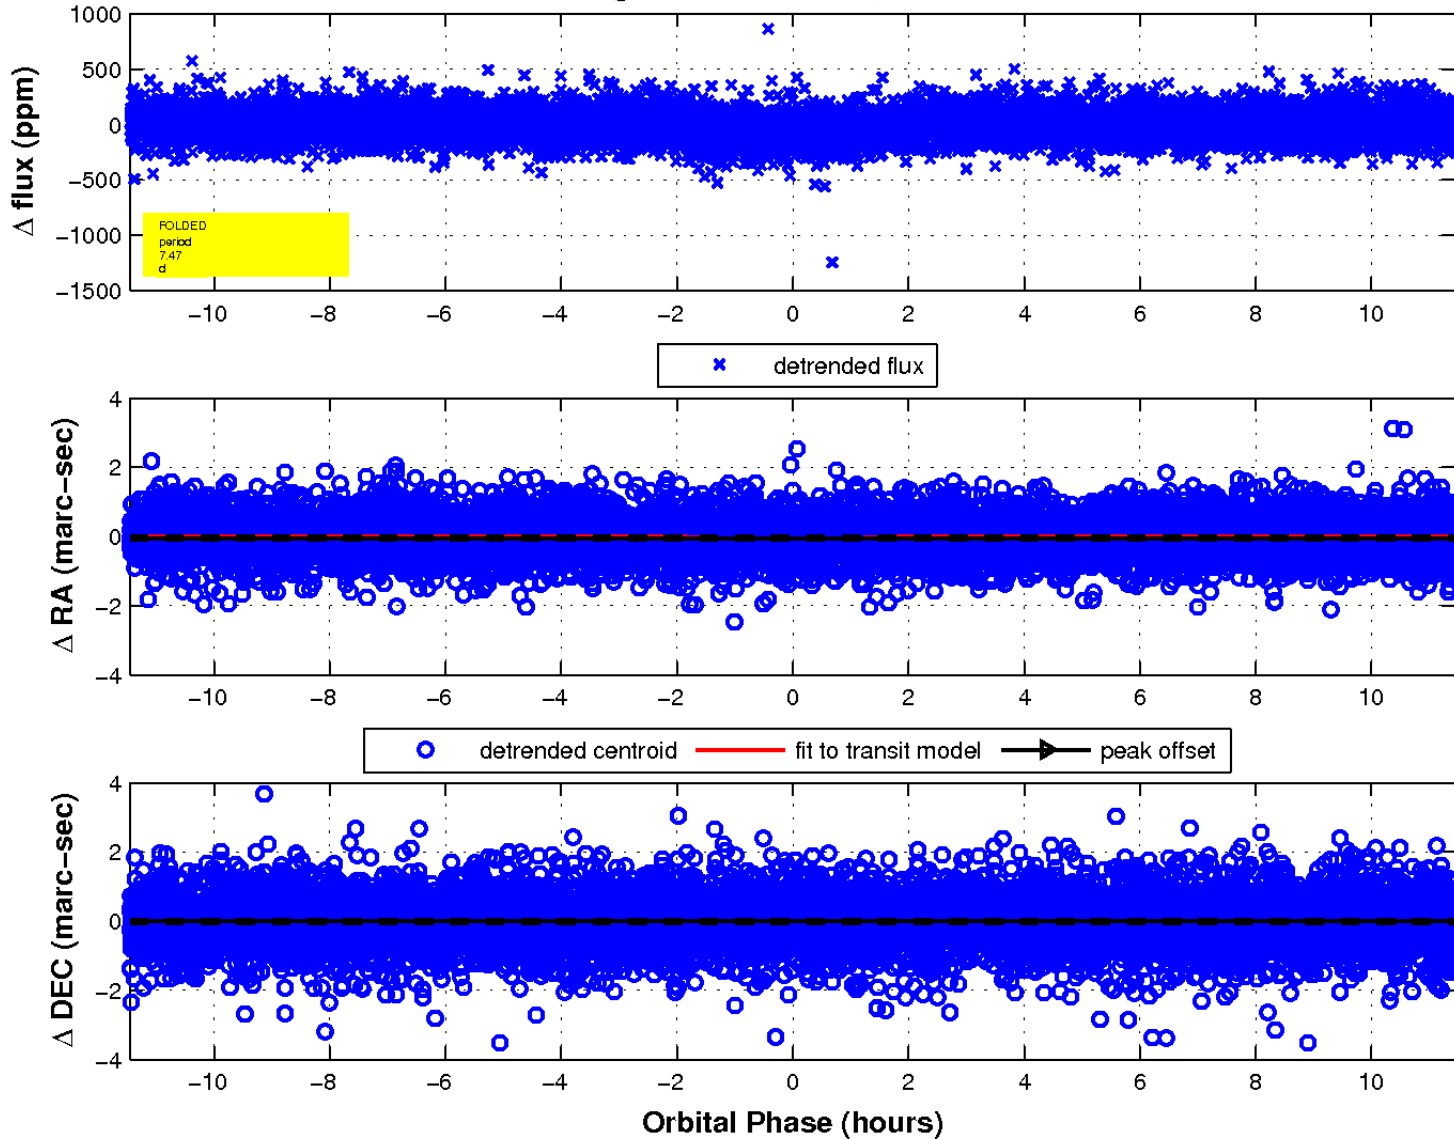 1000
500
0
−500
−1000
−1500
Δ flux (ppm)
FOLDED
period
7.47
d
−10 −8 −6 −4 −2 0 2 4 6 8 10
detrended flux
4
2
0
−2
−4
Δ RA (marc−sec)
−10 −8 −6 −4 −2 0 2 4 6 8 10
detrended centroid fit to transit model peak offset
4
2
0
−2
−4
Δ DEC (marc−sec)
−10 −8 −6 −4 −2 0 2 4 6 8 10
Orbital Phase (hours)